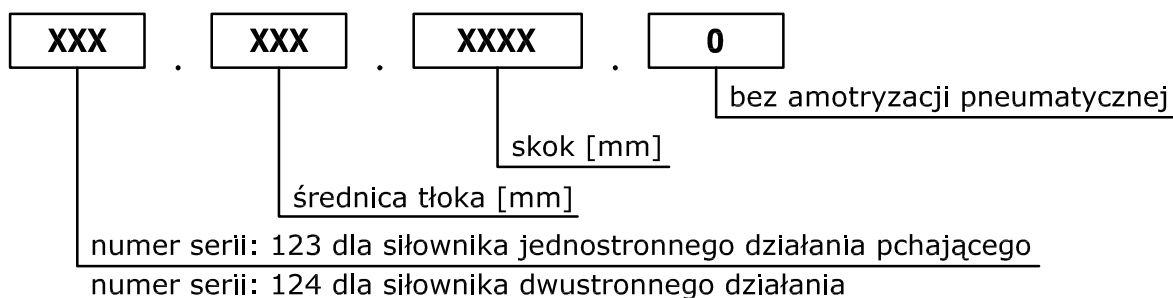 XXX . XXX . XXXX . 0
bez amotryzacji pneumatycznej
skok [mm]
średnica tłoka [mm]
numer serii: 123 dla siłownika jednostronnego działania pchającego
numer serii: 124 dla siłownika dwustronnego działania